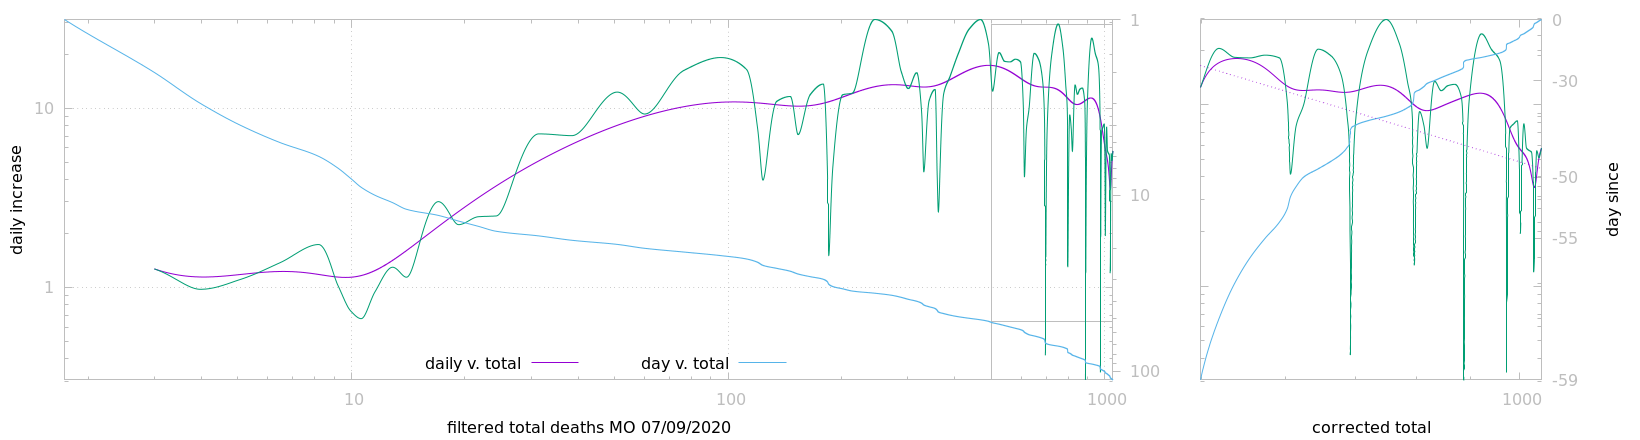 daily increase
10
1
daily v. total
day v. total
1
10
100
10
100
1000
filtered total deaths MO 07/09/2020
0
-30
-50
-55
-59
day since
1000
corrected total